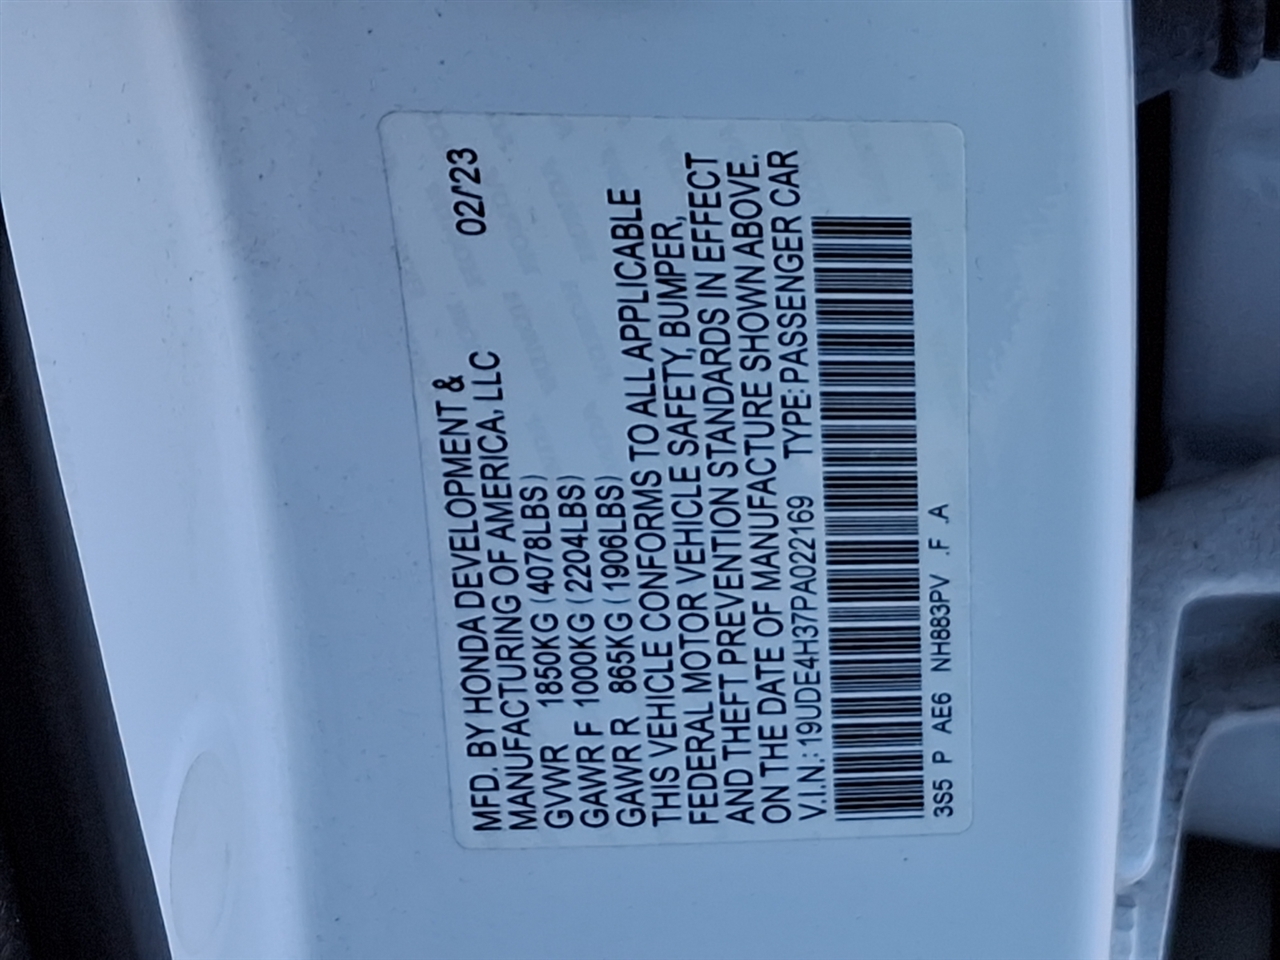 MFD. BY HONDA DEVELOPMENT &
MANUFACTURING OF AMERICA, LLC 02/'23
GVWR 1850KG (4078LBS)
GAWR F 1000KG (2204LBS)
GAWR R 865KG (1906LBS)
THIS VEHICLE CONFORMS TO ALL APPLICABLE
FEDERAL MOTOR VEHICLE SAFETY, BUMPER,
AND THEFT PREVENTION STANDARDS IN EFFECT
ON THE DATE OF MANUFACTURE SHOWN ABOVE.
V.I.N.: 19UDE4H37PA022169 TYPE: PASSENGER CAR
3S5 P AE6 NH883PV .F .A